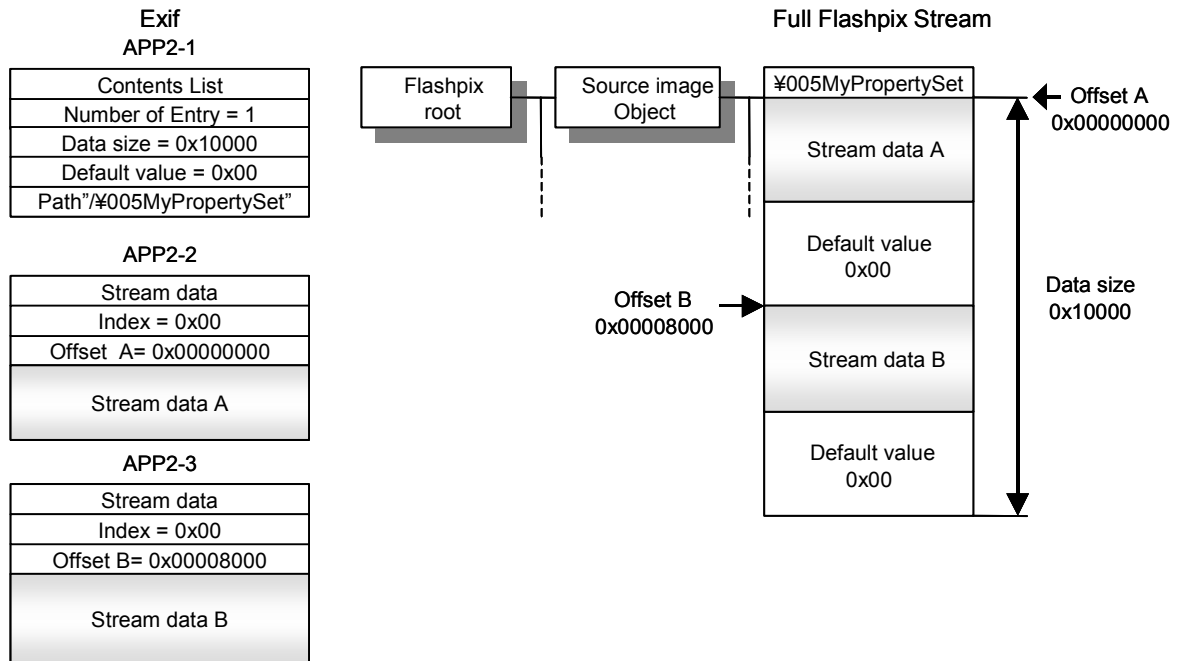 Exif
APP2-1
Contents List
Number of Entry = 1
Data size = 0x10000
Default value = 0x00
Path”/¥005MyPropertySet”
APP2-2
Stream data
Index = 0x00
Offset A= 0x00000000
Stream data A
APP2-3
Stream data
Index = 0x00
Offset B= 0x00008000
Stream data B
Full Flashpix Stream
Flashpix
root
Source image
Object
¥005MyPropertySet
Stream data A
Default value
0x00
Stream data B
Default value
0x00
Offset A
0x00000000
Offset B
0x00008000
Data size
0x10000